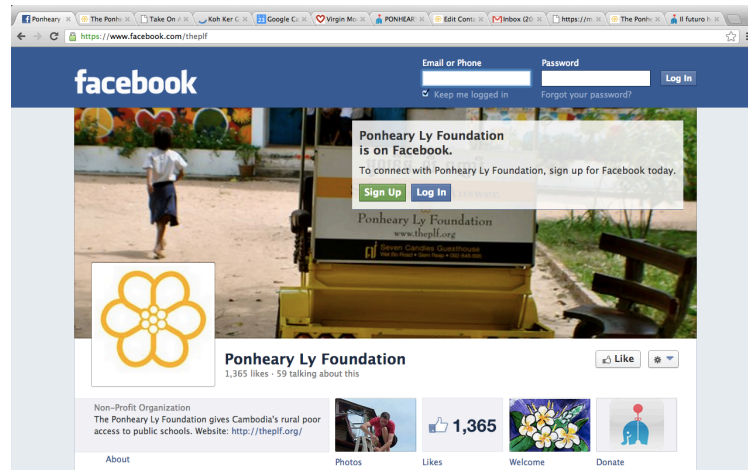 Ponheary
The Ponhe
Take On A
Koh Ker G
Google Ca
Virgin Mo
PONHEAR
Edit Conta
Inbox (20
https://m
The Ponhe
Il futuro h
https://www.facebook.com/theplf
facebook
Email or Phone
Password
Log In
Keep me logged in
Forgot your password?
Ponheary Ly Foundation
is on Facebook.
To connect with Ponheary Ly Foundation, sign up for Facebook today.
Sign Up
Log In
Ponheary Ly Foundation
www.theplf.org
Seven Candles Guesthouse
Ponheary Ly Foundation
1,365 likes · 59 talking about this
Like
Non-Profit Organization
The Ponheary Ly Foundation gives Cambodia's rural poor
access to public schools. Website: http://theplf.org/
About
1,365
Photos
Likes
Welcome
Donate